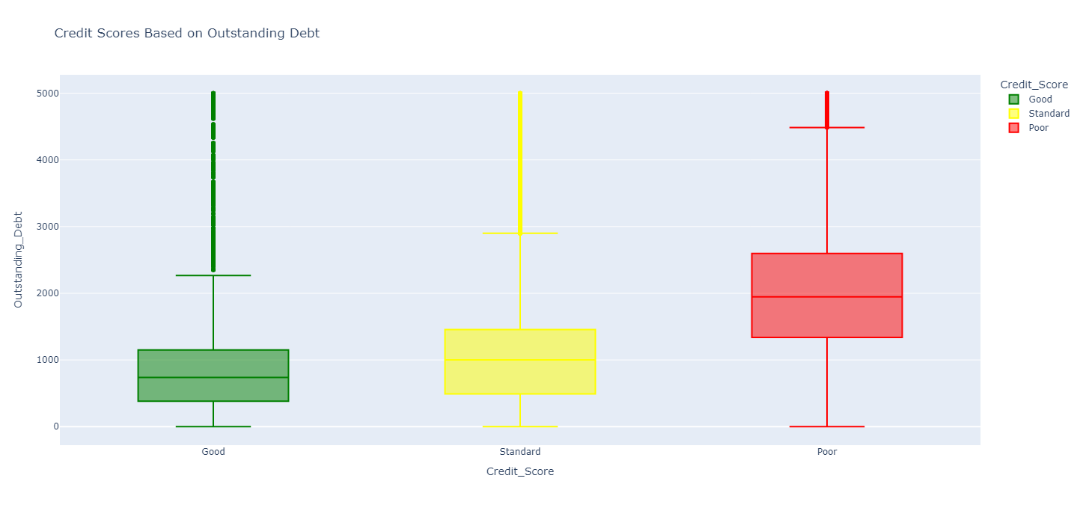 Credit Scores Based on Outstanding Debt
Credit_Score
Good
Standard
Poor
5000
4000
3000
2000
1000
0
Outstanding_Debt
Good
Standard
Poor
Credit_Score